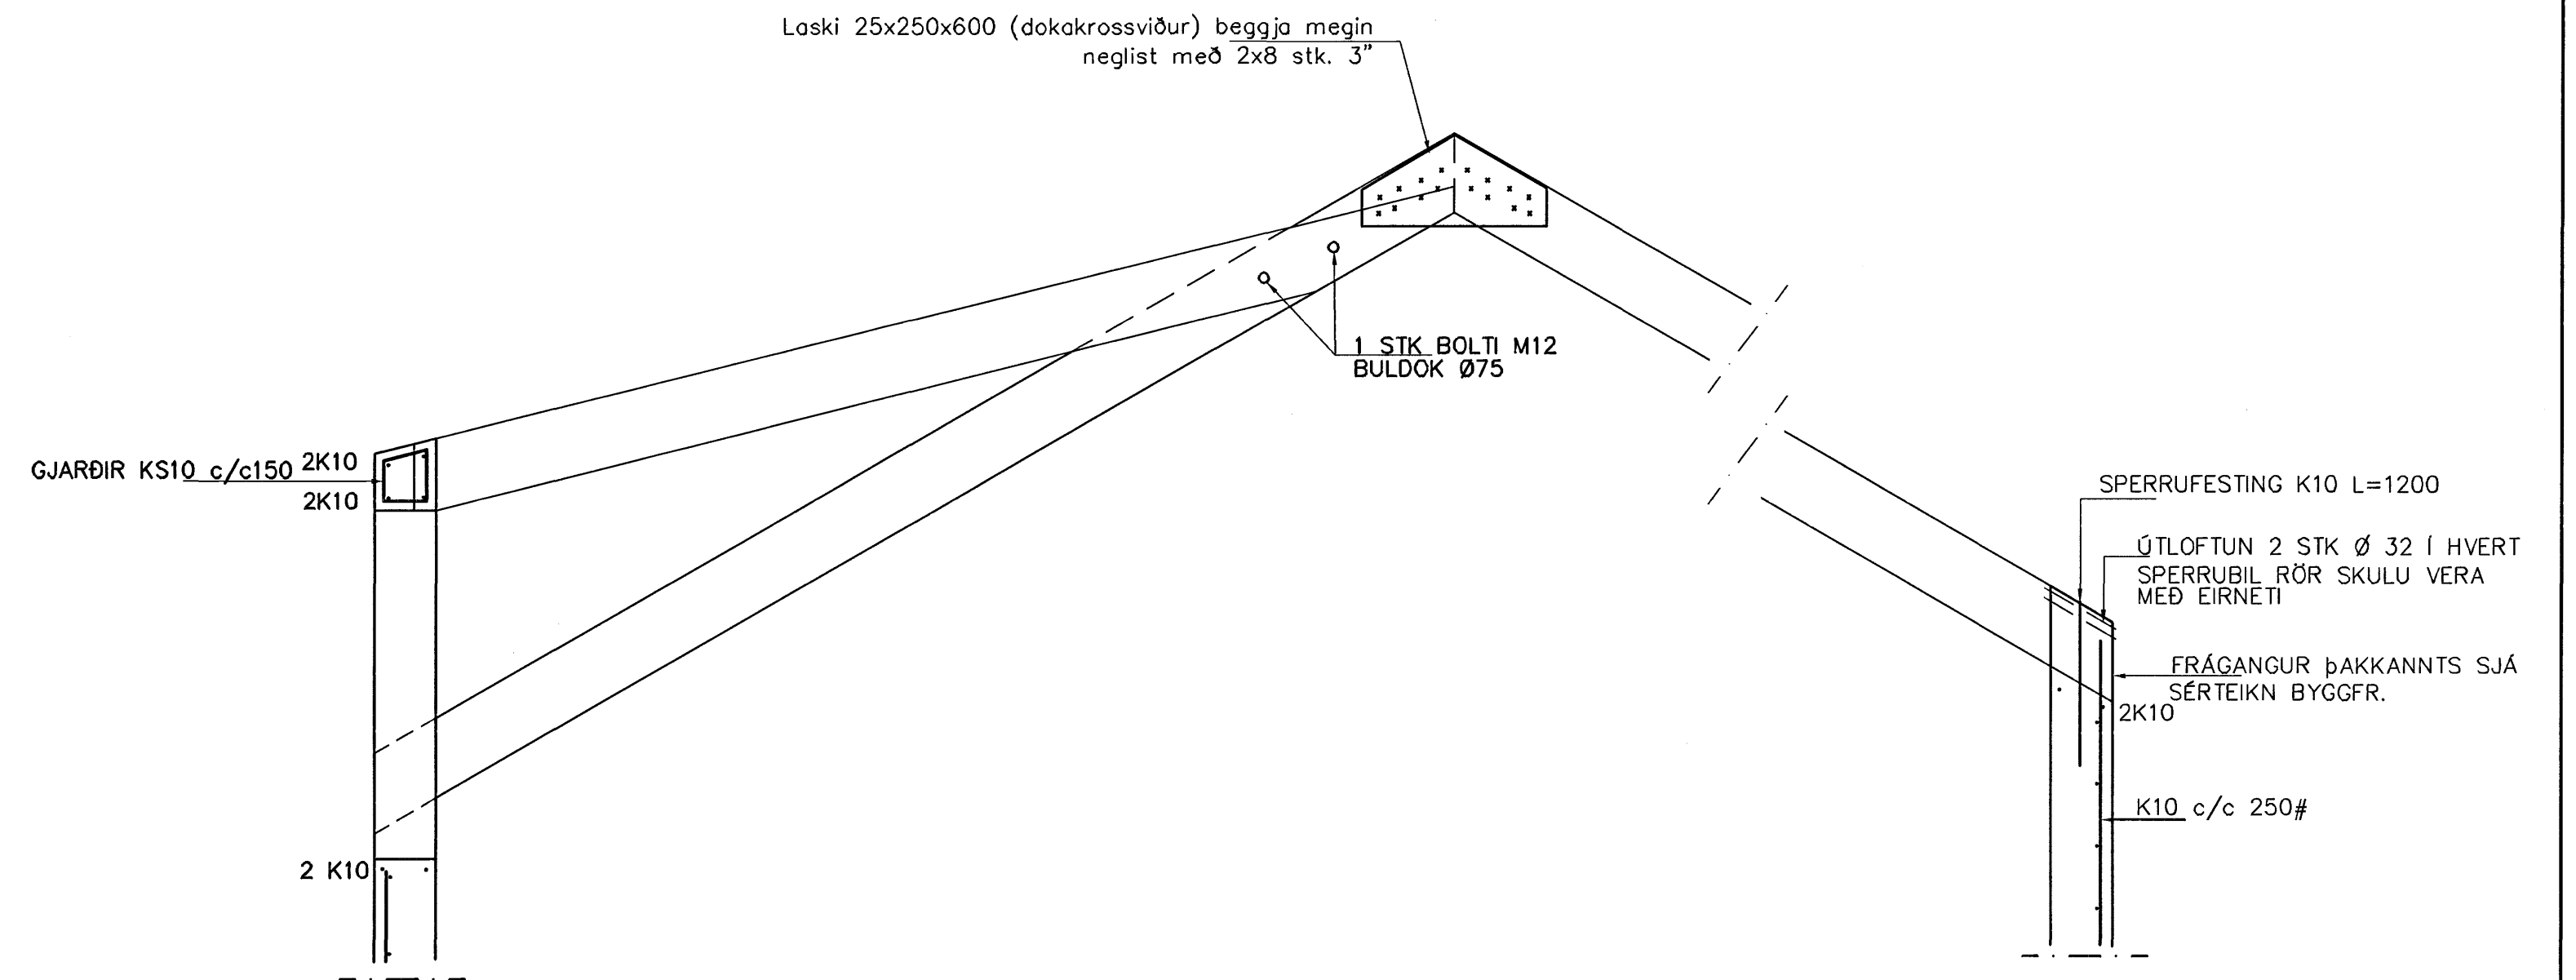 Laski 25x250x600 (dokakrossviður) beggja megin
neglist með 2x8 stk. 3"
1 STK BOLTI M12
BULDOK Ø75
GJARÐIR KS10 c/c150
2K10
2K10
SPERRUFESTING K10 L=1200
ÚTLOFTUN 2 STK Ø 32 Í HVERT
SPERRUBIL RÖR SKULU VERA
MEÐ EIRNETI
FRÁGANGUR ÞAKKANNTS SJÁ
SÉRTEIKN BYGGFR.
2K10
K10 c/c 250#
2 K10